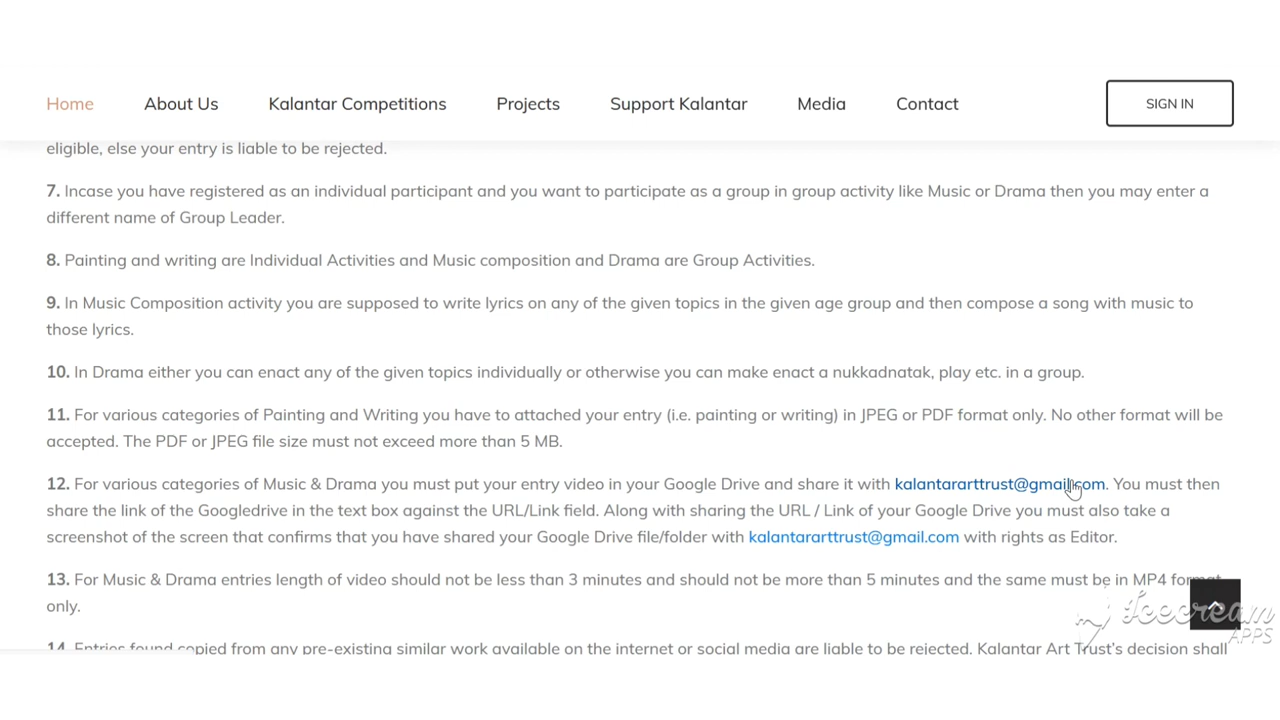 Home About Us Kalantar Competitions Projects Support Kalantar Media Contact SIGN IN
eligible, else your entry is liable to be rejected.
7. Incase you have registered as an individual participant and you want to participate as a group in group activity like Music or Drama then you may enter a
different name of Group Leader.
8. Painting and writing are Individual Activities and Music composition and Drama are Group Activities.
9. In Music Composition activity you are supposed to write lyrics on any of the given topics in the given age group and then compose a song with music to
those lyrics.
10. In Drama either you can enact any of the given topics individually or otherwise you can make enact a nukkadnatak, play etc. in a group.
11. For various categories of Painting and Writing you have to attached your entry (i.e. painting or writing) in JPEG or PDF format only. No other format will be
accepted. The PDF or JPEG file size must not exceed more than 5 MB.
12. For various categories of Music & Drama you must put your entry video in your Google Drive and share it with kalantararttrust@gmail.com. You must then
share the link of the Googledrive in the text box against the URL/Link field. Along with sharing the URL / Link of your Google Drive you must also take a
screenshot of the screen that confirms that you have shared your Google Drive file/folder with kalantararttrust@gmail.com with rights as Editor.
13. For Music & Drama entries length of video should not be less than 3 minutes and should not be more than 5 minutes and the same must be in MP4 format
only.
14. Entries found copied from any pre-existing similar work available on the internet or social media are liable to be rejected. Kalantar Art Trust's decision shall
Icecream
APPS